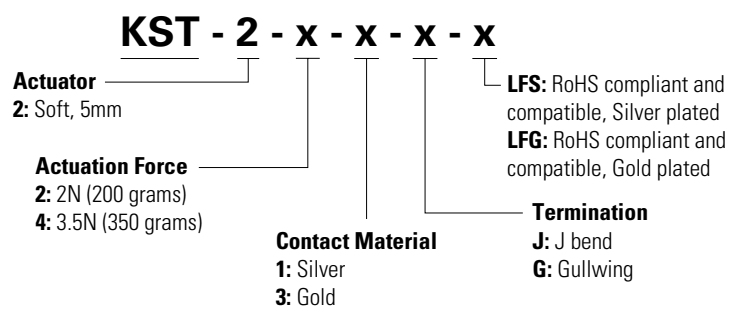 KST - 2 - x - x - x - x
Actuator
2: Soft, 5mm
LFS: RoHS compliant and
compatible, Silver plated
LFG: RoHS compliant and
compatible, Gold plated
Actuation Force
2: 2N (200 grams)
4: 3.5N (350 grams)
Contact Material
1: Silver
3: Gold
Termination
J: J bend
G: Gullwing